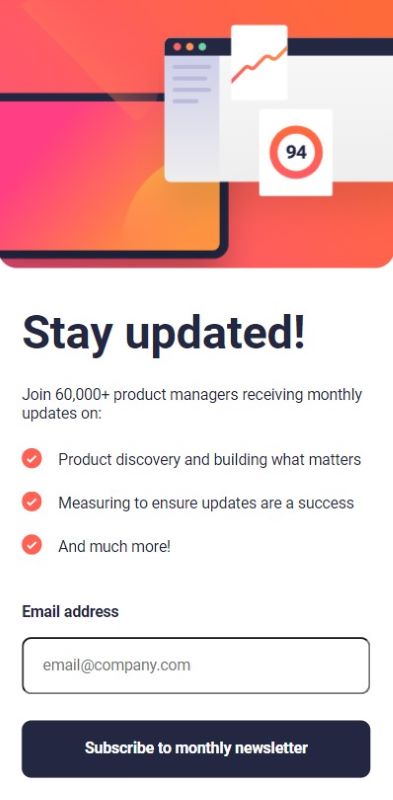 94
Stay updated!
Join 60,000+ product managers receiving monthly
updates on:
Product discovery and building what matters
Measuring to ensure updates are a success
And much more!
Email address
email@company.com
Subscribe to monthly newsletter